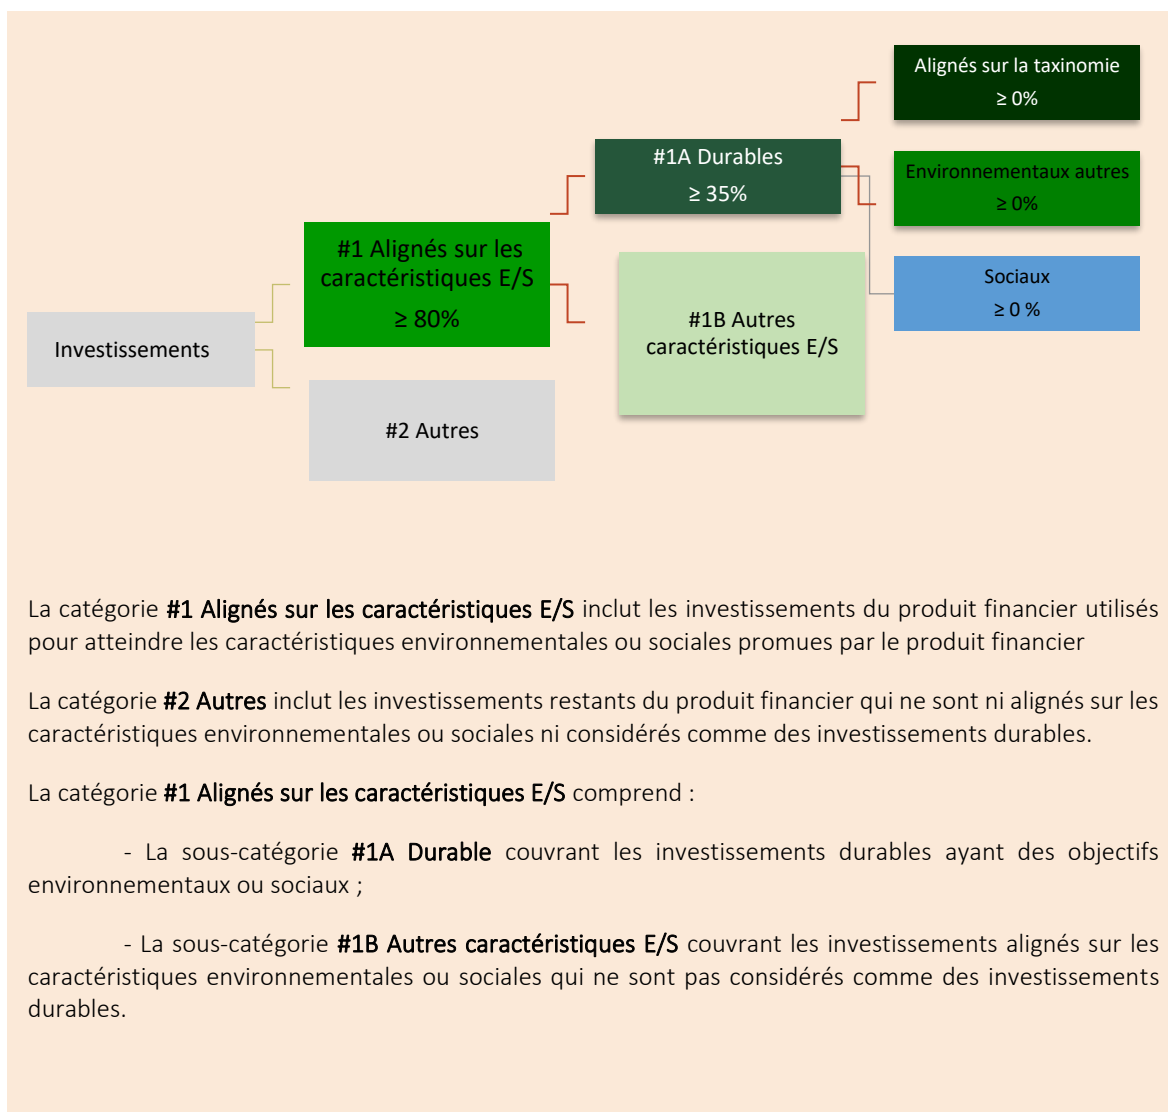 Alignés sur la taxinomie
≥ 0%
#1A Durables
≥ 35%
Environnementaux autres
≥ 0%
#1 Alignés sur les
caractéristiques E/S
≥ 80%
Sociaux
≥ 0 %
#1B Autres
caractéristiques E/S
Investissements
#2 Autres
La catégorie #1 Alignés sur les caractéristiques E/S inclut les investissements du produit financier utilisés
pour atteindre les caractéristiques environnementales ou sociales promues par le produit financier
La catégorie #2 Autres inclut les investissements restants du produit financier qui ne sont ni alignés sur les
caractéristiques environnementales ou sociales ni considérés comme des investissements durables.
La catégorie #1 Alignés sur les caractéristiques E/S comprend :
- La sous-catégorie #1A Durable couvrant les investissements durables ayant des objectifs
environnementaux ou sociaux ;
- La sous-catégorie #1B Autres caractéristiques E/S couvrant les investissements alignés sur les
caractéristiques environnementales ou sociales qui ne sont pas considérés comme des investissements
durables.